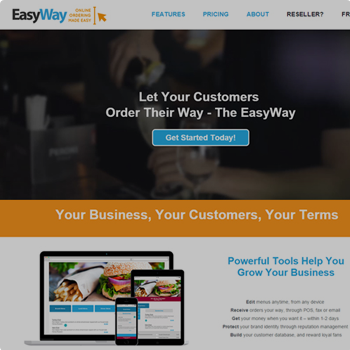 EasyWay ONLINE ORDERING MADE EASY
FEATURES PRICING ABOUT RESELLER? FR
Let Your Customers
Order Their Way - The EasyWay
Get Started Today!
Your Business, Your Customers, Your Terms
Powerful Tools Help You
Grow Your Business
Edit menus anytime, from any device
Receive orders your way, through POS, fax or email
Get your money when you want it – within 1-2 days
Protect your brand identity through reputation management
Build your customer database, and reward loyal fans